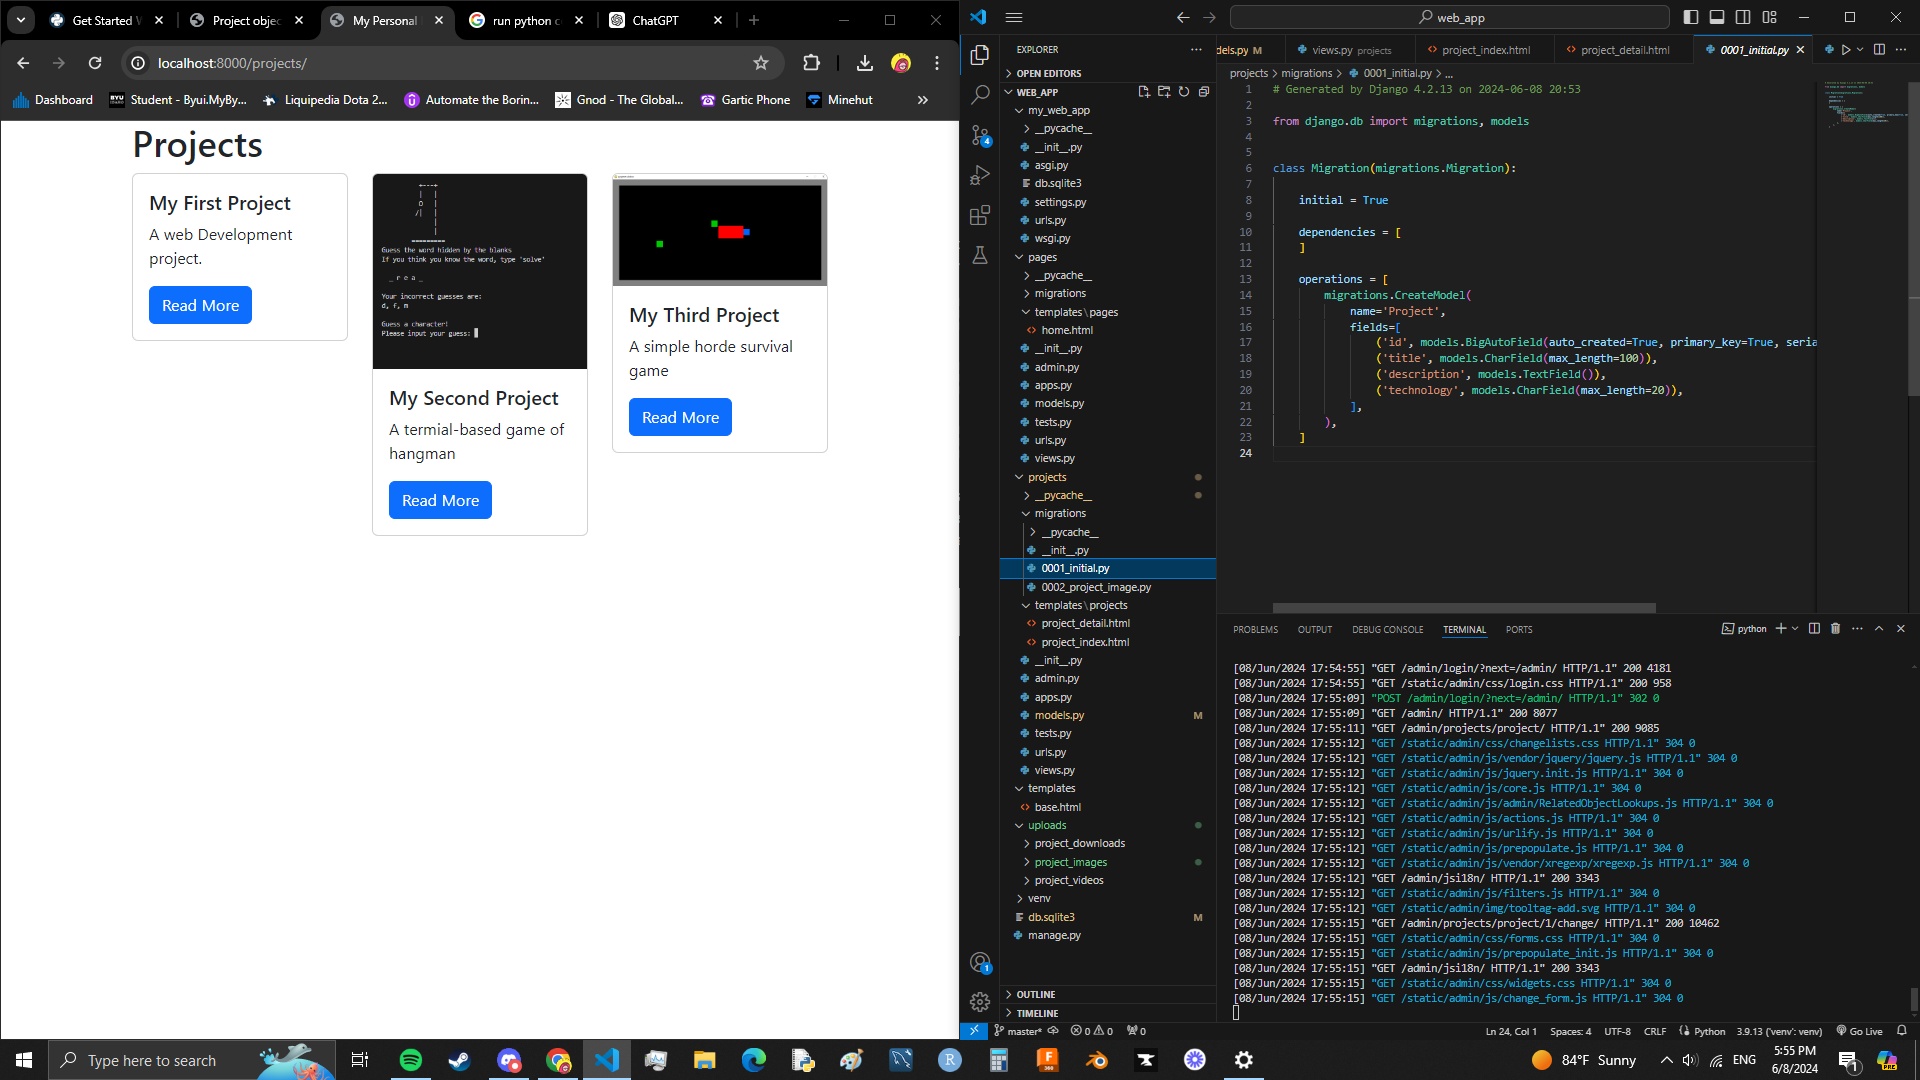 Get Started W
Project objec
My Personal
run python c
ChatGPT
localhost:8000/projects/
Dashboard
Student - Byui.MyBy...
Liquipedia Dota 2...
Automate the Borin...
Gnod - The Global...
Gartic Phone
Minehut
Projects
My First Project
A web Development
project.
Read More
Guess the word hidden by the blanks
If you think you know the word, type 'solve'
_ r e a _
Your incorrect guesses are:
d, f, m
Guess a character!
Please input your guess:
My Second Project
A termial-based game of
hangman
Read More
My Third Project
A simple horde survival
game
Read More
web_app
EXPLORER
OPEN EDITORS
WEB_APP
my_web_app
__pycache__
__init__.py
asgi.py
db.sqlite3
settings.py
urls.py
wsgi.py
pages
__pycache__
migrations
templates\pages
home.html
__init__.py
admin.py
apps.py
models.py
tests.py
urls.py
views.py
projects
__pycache__
migrations
__pycache__
__init__.py
0001_initial.py
0002_project_image.py
templates\projects
project_detail.html
project_index.html
__init__.py
admin.py
apps.py
models.py M
tests.py
urls.py
views.py
templates
base.html
uploads
project_downloads
project_images
project_videos
venv
db.sqlite3 M
manage.py
OUTLINE
TIMELINE
dels.py M
views.py projects
project_index.html
project_detail.html
0001_initial.py
projects > migrations > 0001_initial.py > ...
1 # Generated by Django 4.2.13 on 2024-06-08 20:53
2
3 from django.db import migrations, models
4
5
6 class Migration(migrations.Migration):
7
8 initial = True
9
10 dependencies = [
11 ]
12
13 operations = [
14 migrations.CreateModel(
15 name='Project',
16 fields=[
17 ('id', models.BigAutoField(auto_created=True, primary_key=True, seria
18 ('title', models.CharField(max_length=100)),
19 ('description', models.TextField()),
20 ('technology', models.CharField(max_length=20)),
21 ],
22 ),
23 ]
24
PROBLEMS OUTPUT DEBUG CONSOLE TERMINAL PORTS
python
[08/Jun/2024 17:54:55] "GET /admin/login/?next=/admin/ HTTP/1.1" 200 4181
[08/Jun/2024 17:54:55] "GET /static/admin/css/login.css HTTP/1.1" 200 958
[08/Jun/2024 17:55:09] "POST /admin/login/?next=/admin/ HTTP/1.1" 302 0
[08/Jun/2024 17:55:09] "GET /admin/ HTTP/1.1" 200 8077
[08/Jun/2024 17:55:11] "GET /admin/projects/project/ HTTP/1.1" 200 9085
[08/Jun/2024 17:55:12] "GET /static/admin/css/changelists.css HTTP/1.1" 304 0
[08/Jun/2024 17:55:12] "GET /static/admin/js/vendor/jquery/jquery.js HTTP/1.1" 304 0
[08/Jun/2024 17:55:12] "GET /static/admin/js/jquery.init.js HTTP/1.1" 304 0
[08/Jun/2024 17:55:12] "GET /static/admin/js/core.js HTTP/1.1" 304 0
[08/Jun/2024 17:55:12] "GET /static/admin/js/admin/RelatedObjectLookups.js HTTP/1.1" 304 0
[08/Jun/2024 17:55:12] "GET /static/admin/js/actions.js HTTP/1.1" 304 0
[08/Jun/2024 17:55:12] "GET /static/admin/js/urlify.js HTTP/1.1" 304 0
[08/Jun/2024 17:55:12] "GET /static/admin/js/prepopulate.js HTTP/1.1" 304 0
[08/Jun/2024 17:55:12] "GET /static/admin/js/vendor/xregexp/xregexp.js HTTP/1.1" 304 0
[08/Jun/2024 17:55:12] "GET /admin/jsi18n/ HTTP/1.1" 200 3343
[08/Jun/2024 17:55:12] "GET /static/admin/js/filters.js HTTP/1.1" 304 0
[08/Jun/2024 17:55:12] "GET /static/admin/img/tooltag-add.svg HTTP/1.1" 304 0
[08/Jun/2024 17:55:15] "GET /admin/projects/project/1/change/ HTTP/1.1" 200 10462
[08/Jun/2024 17:55:15] "GET /static/admin/css/forms.css HTTP/1.1" 304 0
[08/Jun/2024 17:55:15] "GET /static/admin/js/prepopulate_init.js HTTP/1.1" 304 0
[08/Jun/2024 17:55:15] "GET /admin/jsi18n/ HTTP/1.1" 200 3343
[08/Jun/2024 17:55:15] "GET /static/admin/css/widgets.css HTTP/1.1" 304 0
[08/Jun/2024 17:55:15] "GET /static/admin/js/change_form.js HTTP/1.1" 304 0
master* 0 0 0 Ln 24, Col 1 Spaces: 4 UTF-8 CRLF Python 3.9.13 ('venv': venv) Go Live
Type here to search
84°F Sunny
ENG
5:55 PM
6/8/2024